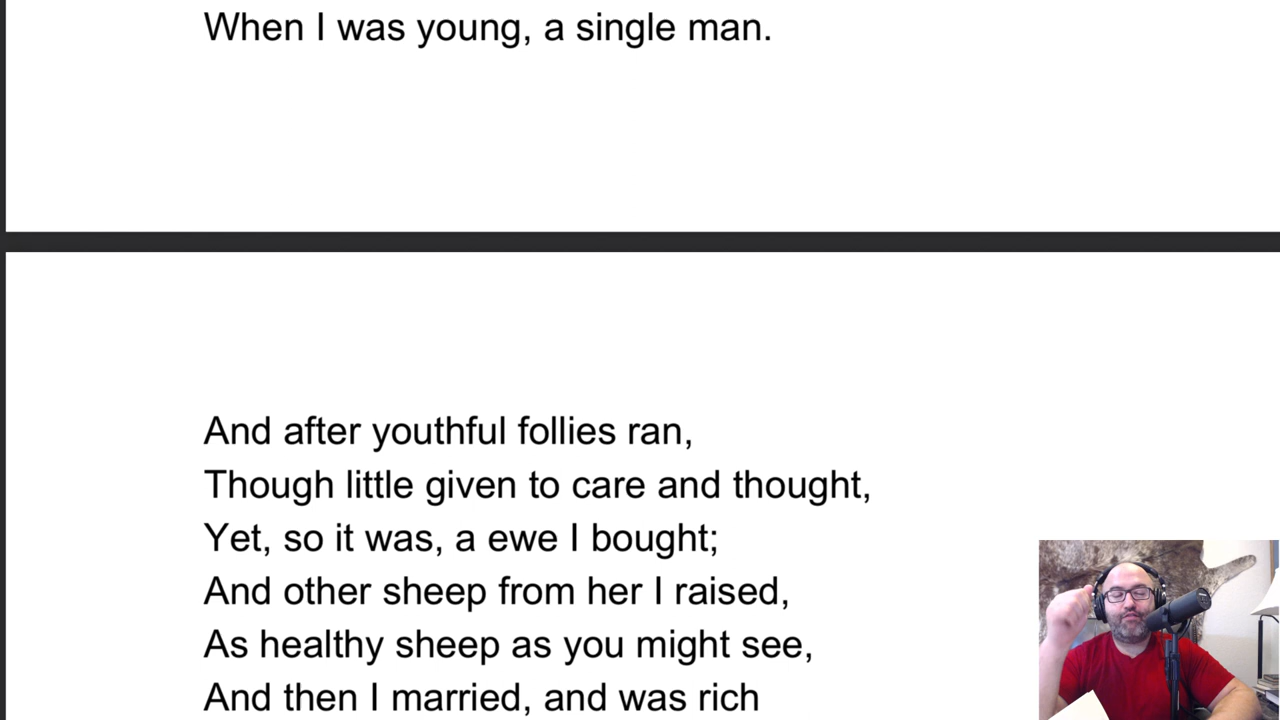 When I was young, a single man.
And after youthful follies ran,
Though little given to care and thought,
Yet, so it was, a ewe I bought;
And other sheep from her I raised,
As healthy sheep as you might see,
And then I married, and was rich